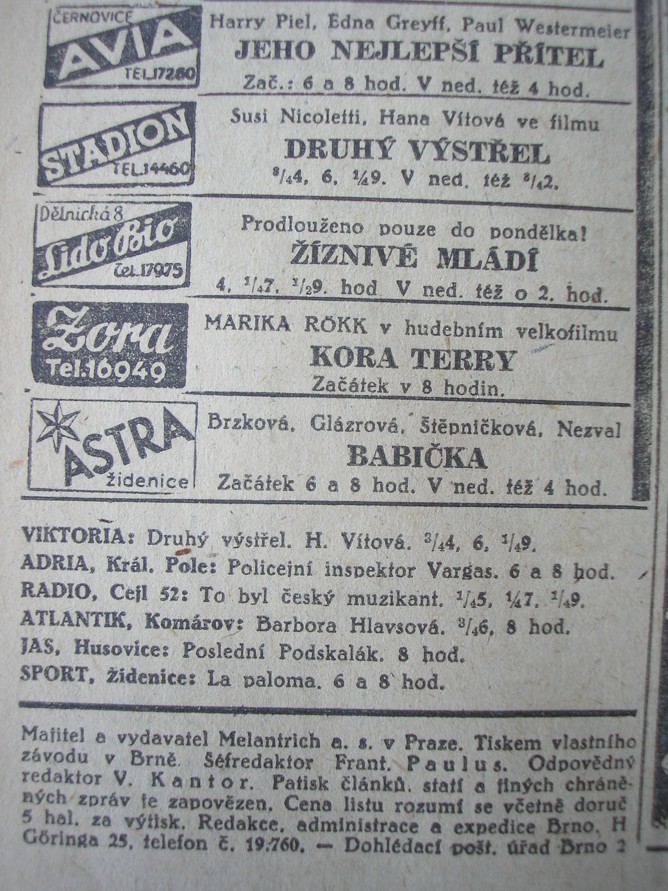 ČERNOVICE
AVIA
TEL.17280
Harry Piel, Edna Greyff, Paul Westermeier
JEHO NEJLEPŠÍ PŘÍTEL
Zač.: 6 a 8 hod. V ned. též 4 hod.
STADION
TEL.14460
Susi Nicoletti, Hana Vítová ve filmu
DRUHÝ VÝSTŘEL
³/₄4, 6, ¼9. V ned. též ³/₄2.
Dělnická 8
Lido Bio
Tel.17975
Prodlouženo pouze do pondělka!
ŽÍZNIVÉ MLÁDÍ
4, ¹/₄7, ¹/₂9. hod. V ned. též o 2. hod.
Zora
Tel.16949
MARIKA RÖKK v hudebním velkofilmu
KORA TERRY
Začátek v 8 hodin.
ASTRA
židenice
Brzková, Glázrová, Štěpničková, Nezval
BABIČKA
Začátek 6 a 8 hod. V ned. též 4 hod.
VIKTORIA: Druhý výstřel. H. Vítová. ³/₄4, 6, ¹/₄9.
ADRIA, Král. Pole: Policejní inspektor Vargas. 6 a 8 hod.
RADIO, Cejl 52: To byl český muzikant. ¹/₂5, ¼7, ¹/₂9.
ATLANTIK, Komárov: Barbora Hlavsová. ³/₄6, 8 hod.
JAS, Husovice: Poslední Podskalák. 8 hod.
SPORT, Židenice: La paloma. 6 a 8 hod.
Majitel a vydavatel Melantrich a. s. v Praze. Tiskem vlastního
závodu v Brně. Šéfredaktor Frant. Paulus. Odpovědný
redaktor V. Kantor. Patisk článků, statí a jiných chráně-
ných zpráv je zapovězen. Cena listu rozumí se včetně doruč
5 hal. za výtisk. Redakce, administrace a expedice Brno, H
Göringa 25, telefon č. 19.760. — Dohlédací pošt. úřad Brno 2